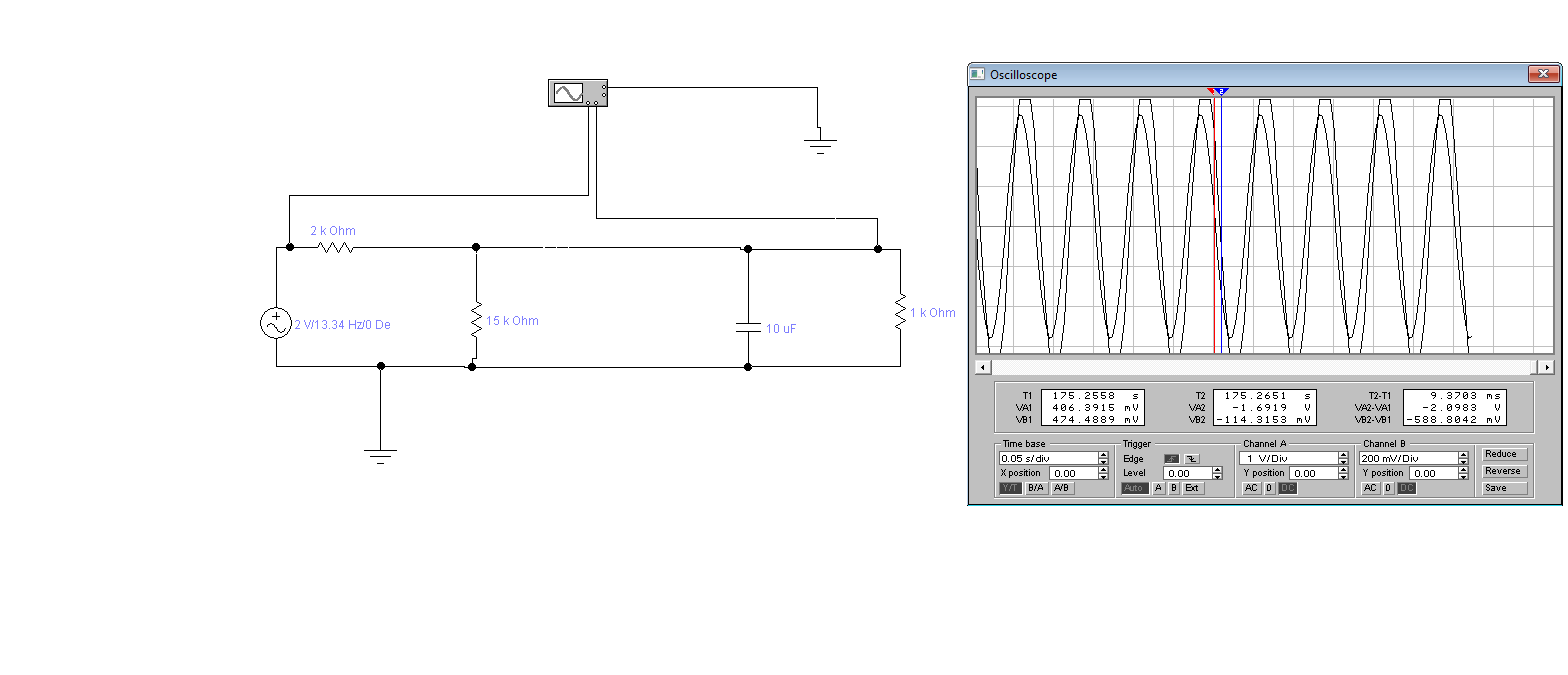 Oscilloscope
2 k Ohm
15 k Ohm
1 k Ohm
2 V/13.34 Hz/0 De
10 uF
T1 175.2558 s T2 175.2651 s T2-T1 9.3703 ms
VA1 406.3915 mV VA2 -1.6919 V VA2-VA1 -2.0983 V
VB1 474.4889 mV VB2 -114.3153 mV VB2-VB1 -588.8042 mV
Time base Trigger Channel A Channel B Reduce
0.05 s/div Edge 1 V/Div 200 mV/Div
X position 0.00 Level 0.00 Y position 0.00 Y position 0.00 Reverse
Y/T B/A A/B Auto A B Ext AC 0 DC AC 0 DC Save